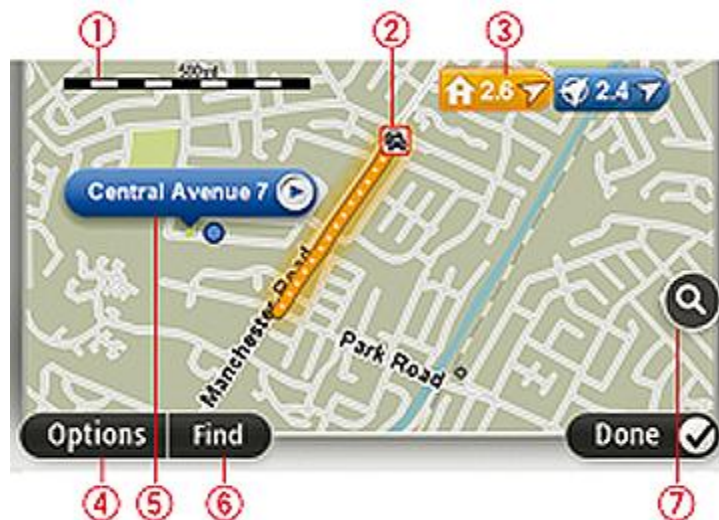 1 2 3
500yd
2.6 2.4
Central Avenue 7
Manchester Road
Park Road
Options Find Done
4 5 6 7